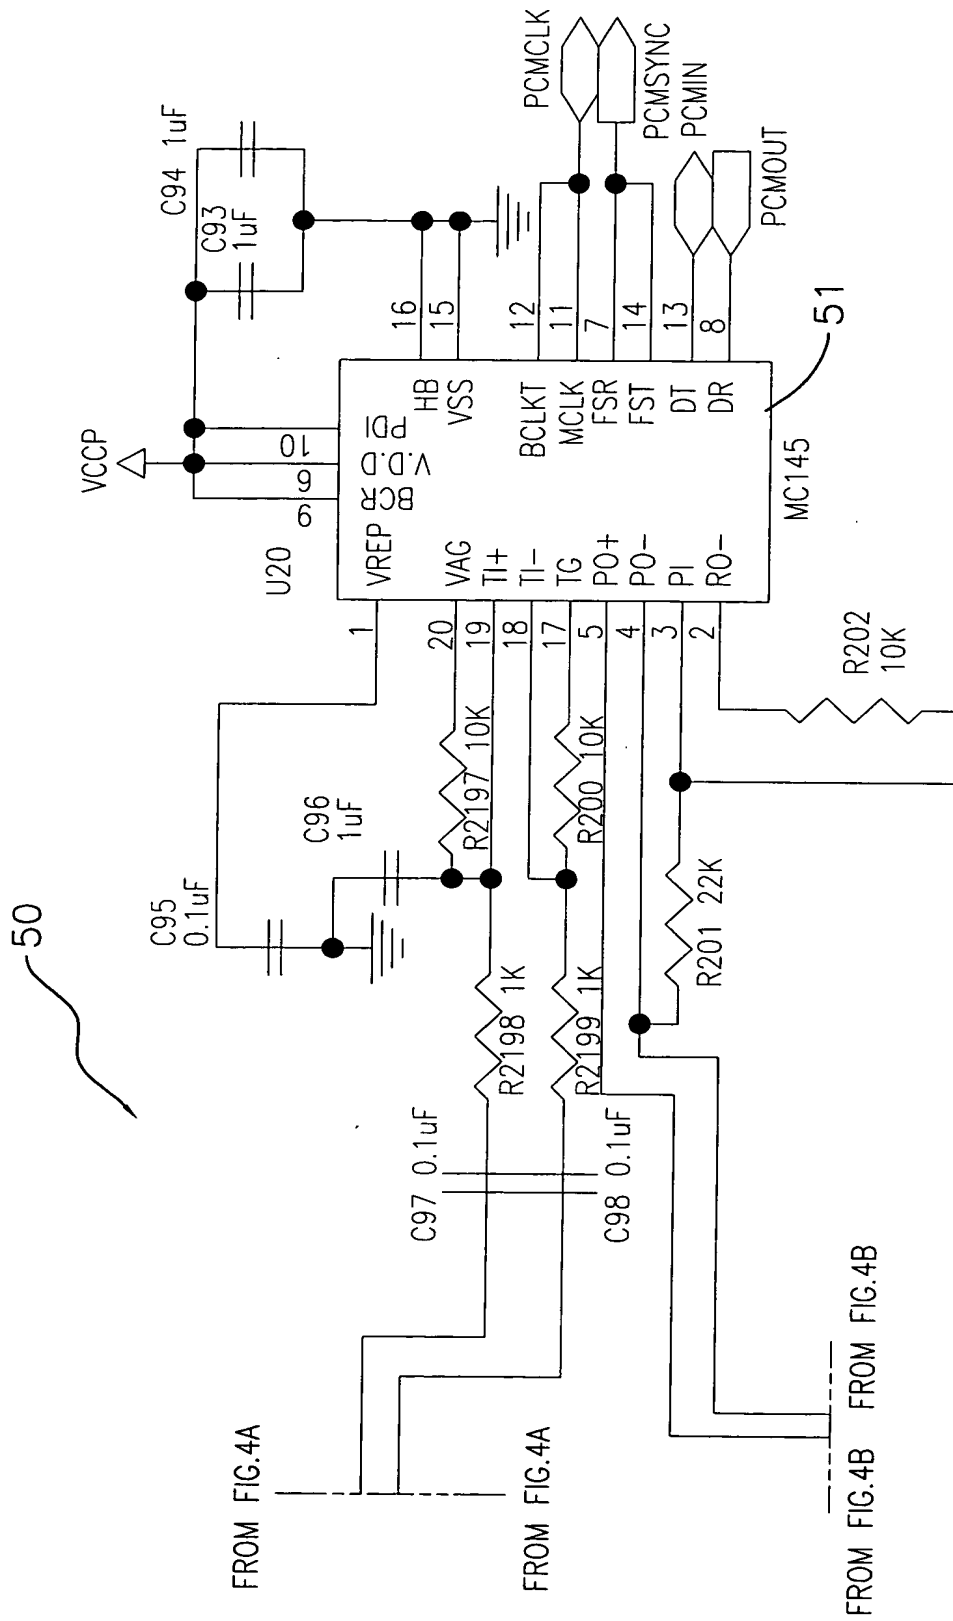 50
VCCP
C94 1uF
C93
1uF
C95
0.1uF
C96
1uF
U20
9
6
10
BCR
V.D.D
PDI
1
VREP
20
VAG
19
TI+
18
TI-
17
TG
5
PO+
4
PO-
3
PI
2
RO-
HB
16
VSS
15
BCLKT
12
MCLK
11
FSR
7
FST
14
DT
13
DR
8
PCMCLK
PCMSYNC
PCMIN
PCMOUT
MC145
51
R2197 10K
R2198 1K
R200 10K
R2199 1K
R201 22K
R202
10K
C97 0.1uF
C98 0.1uF
FROM FIG.4A
FROM FIG.4A
FROM FIG.4B
FROM FIG.4B